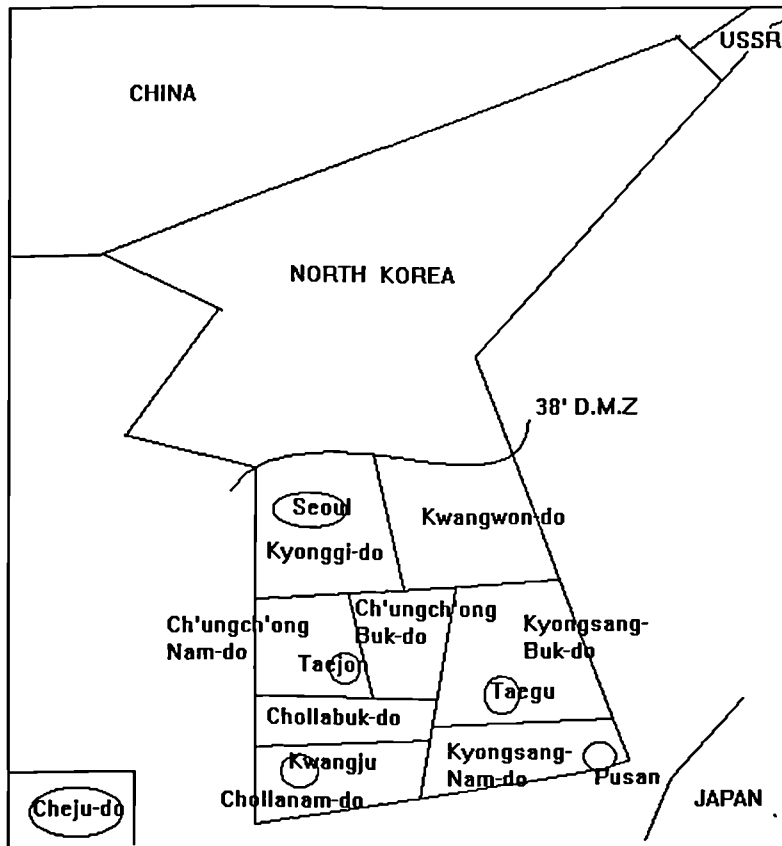 USSR
CHINA
NORTH KOREA
38' D.M.Z
Seoul
Kwangwon-do
Kyonggi-do
Ch'ungch'ong
Nam-do
Ch'ungch'ong
Buk-do
Kyongsang-
Buk-do
Taejon
Taegu
Chollabuk-do
Kwangju
Chollanam-do
Kyongsang-
Nam-do
Pusan
Cheju-do
JAPAN